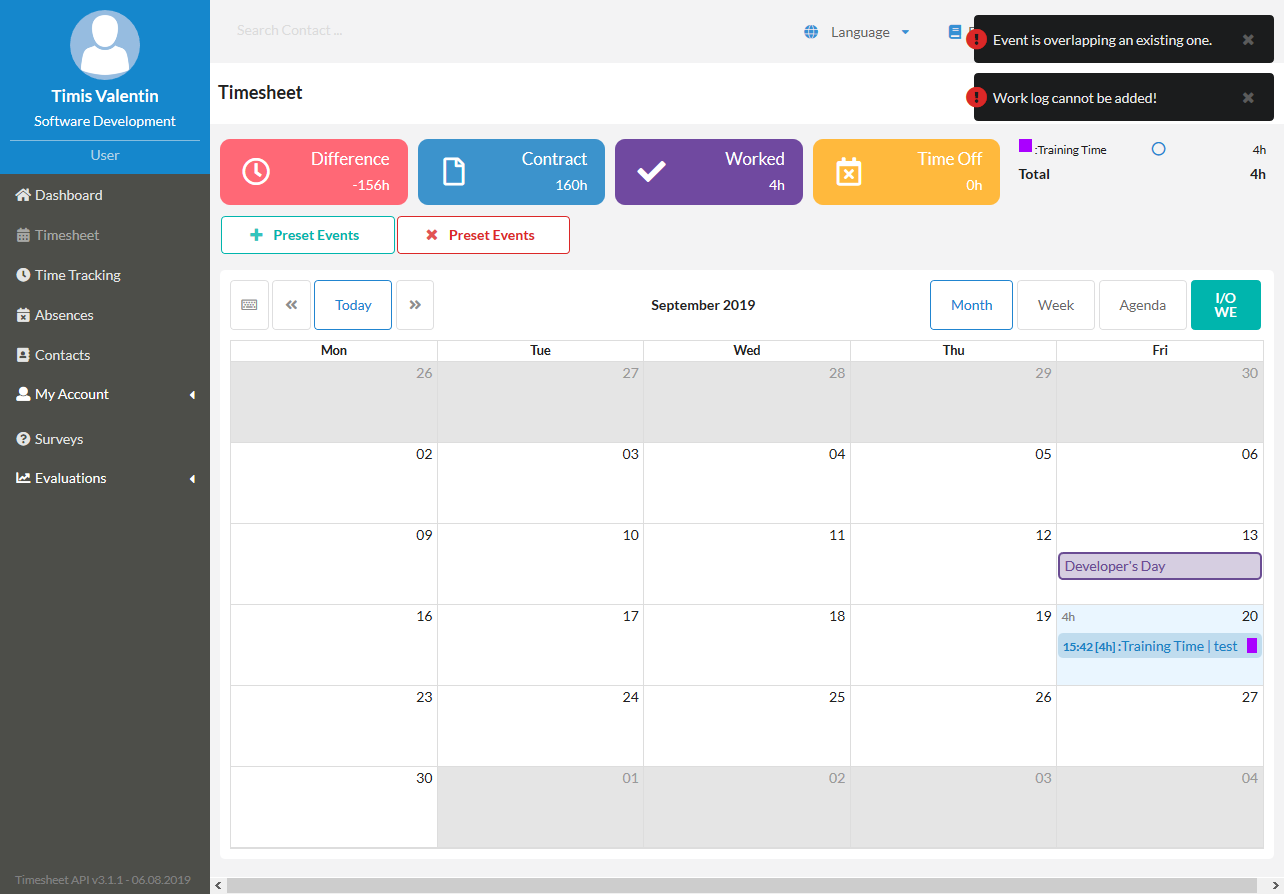 Timis Valentin
Software Development
User
Dashboard
Timesheet
Time Tracking
Absences
Contacts
My Account
Surveys
Evaluations
Timesheet API v3.1.1 - 06.08.2019
Search Contact ...
Language
Event is overlapping an existing one.
Work log cannot be added!
Timesheet
Difference
-156h
Contract
160h
Worked
4h
Time Off
0h
:Training Time 4h
Total 4h
Preset Events
Preset Events
Today
September 2019
Month
Week
Agenda
I/O
WE
Mon Tue Wed Thu Fri
26 27 28 29 30
02 03 04 05 06
09 10 11 12 13
Developer's Day
16 17 18 19 4h 20
15:42 [4h] :Training Time | test
23 24 25 26 27
30 01 02 03 04